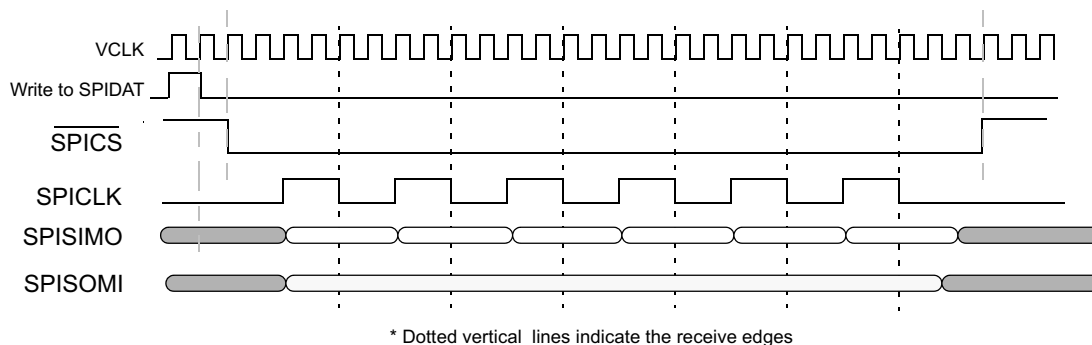 VCLK
Write to SPIDAT
SPICS
SPICLK
SPISIMO
SPISOMI
* Dotted vertical lines indicate the receive edges